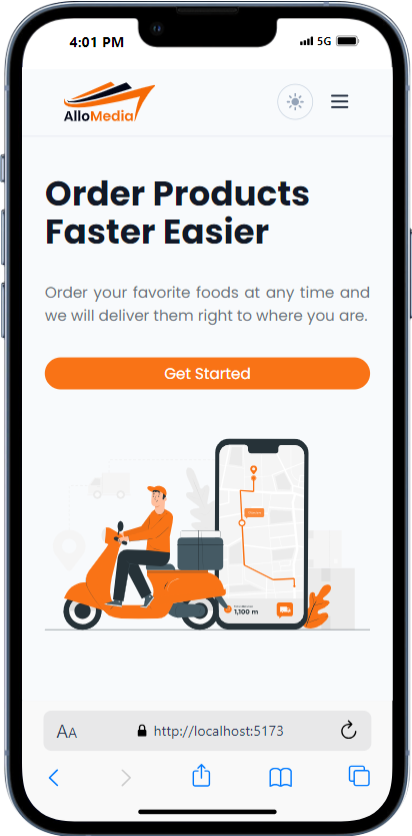 4:01 PM
5G
AlloMedia
Order Products
Faster Easier
Order your favorite foods at any time and
we will deliver them right to where you are.
Get Started
1,100 m
AA
http://localhost:5173